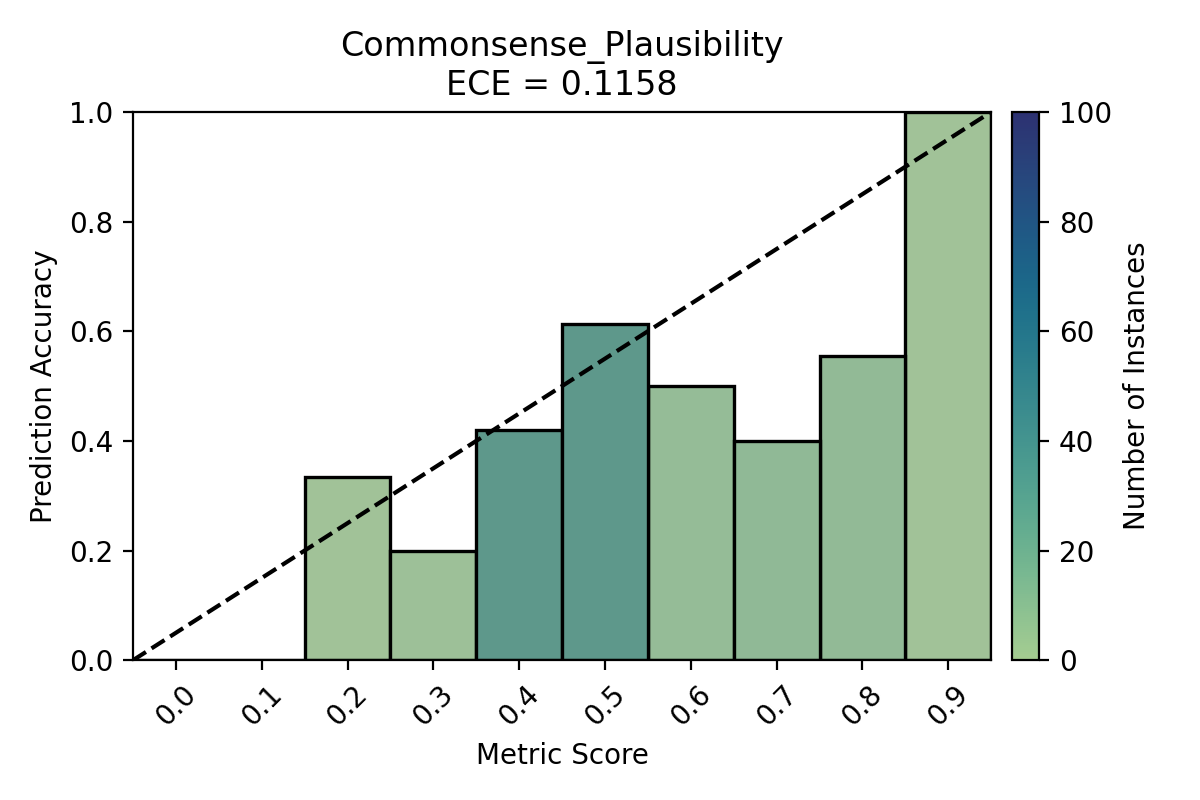 Commonsense_Plausibility
ECE = 0.1158
1.0
0.8
0.6
0.4
0.2
0.0
Prediction Accuracy
0.0 0.1 0.2 0.3 0.4 0.5 0.6 0.7 0.8 0.9
Metric Score
100
80
60
40
20
0
Number of Instances